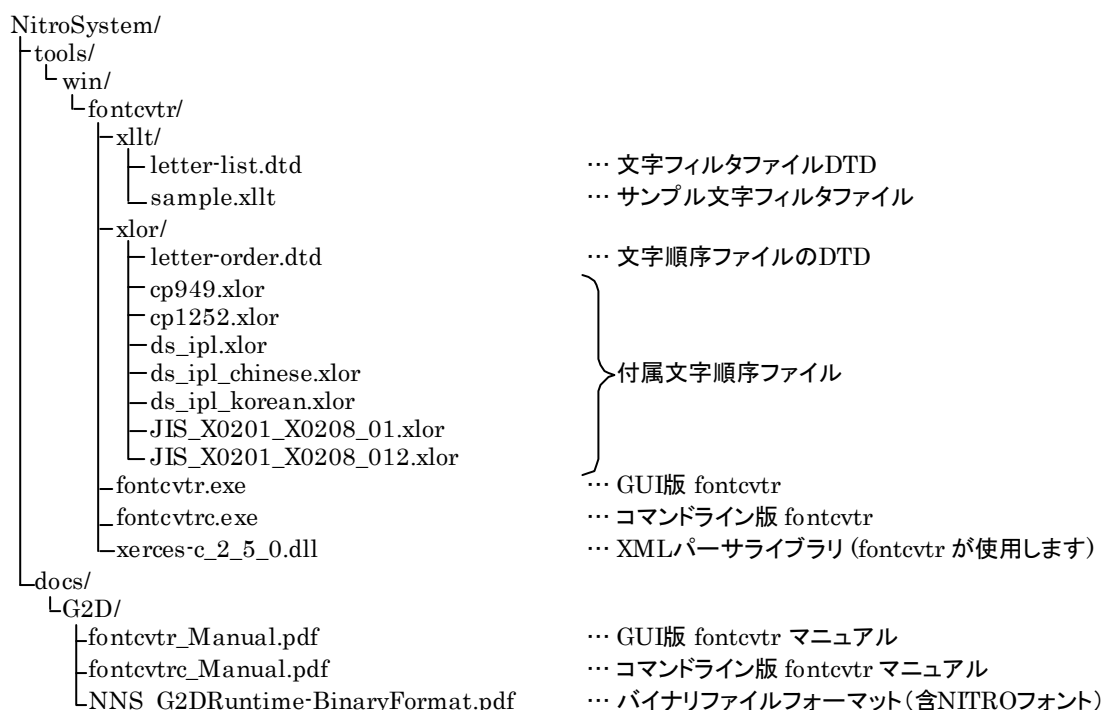 NitroSystem/
tools/
win/
fontcvtr/
xllt/
letter-list.dtd … 文字フィルタファイルDTD
sample.xllt … サンプル文字フィルタファイル
xlor/
letter-order.dtd … 文字順序ファイルのDTD
cp949.xlor
cp1252.xlor
ds_ipl.xlor
ds_ipl_chinese.xlor 付属文字順序ファイル
ds_ipl_korean.xlor
JIS_X0201_X0208_01.xlor
JIS_X0201_X0208_012.xlor
fontcvtr.exe … GUI版 fontcvtr
fontcvtrc.exe … コマンドライン版 fontcvtr
xerces-c_2_5_0.dll … XMLパーサライブラリ (fontcvtr が使用します)
docs/
G2D/
fontcvtr_Manual.pdf … GUI版 fontcvtr マニュアル
fontcvtrc_Manual.pdf … コマンドライン版 fontcvtr マニュアル
NNS_G2DRuntime-BinaryFormat.pdf … バイナリファイルフォーマット（含NITROフォント）